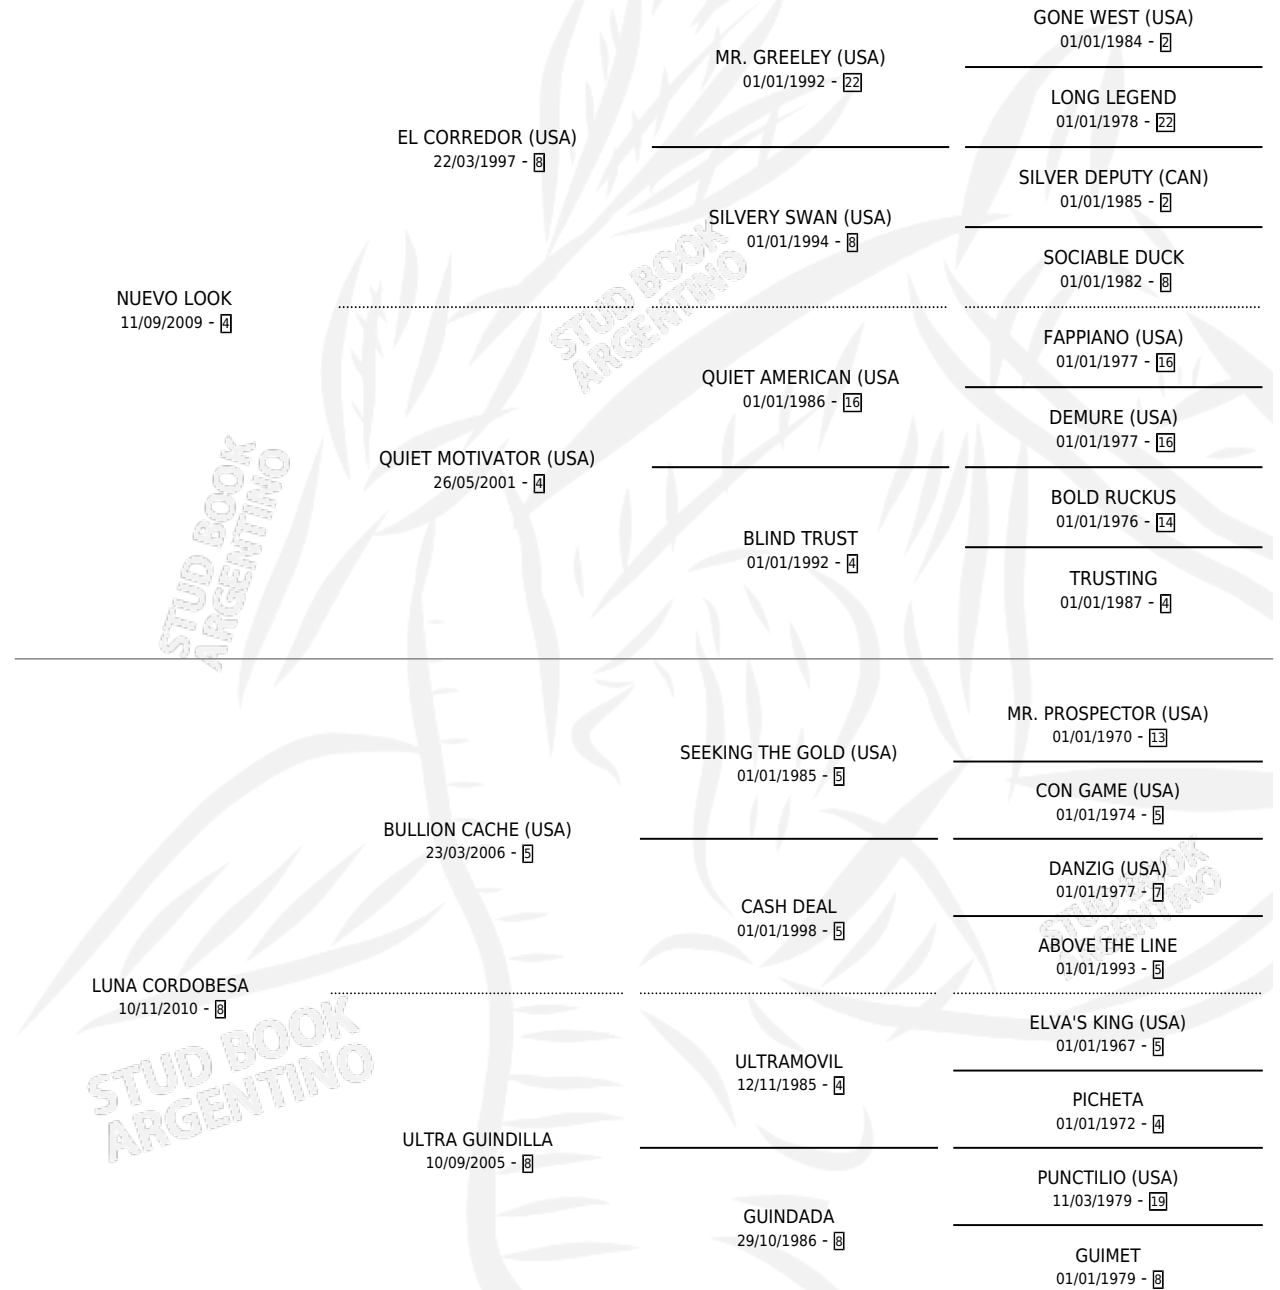 GONE WEST (USA)
01/01/1984 - 2
MR. GREELEY (USA)
01/01/1992 - 22
LONG LEGEND
01/01/1978 - 22
EL CORREDOR (USA)
22/03/1997 - 8
SILVER DEPUTY (CAN)
01/01/1985 - 2
SILVERY SWAN (USA)
01/01/1994 - 8
SOCIABLE DUCK
01/01/1982 - 8
NUEVO LOOK
11/09/2009 - 4
STUD BOOK
ARGENTINO
FAPPIANO (USA)
01/01/1977 - 16
QUIET AMERICAN (USA
01/01/1986 - 16
DEMURE (USA)
01/01/1977 - 16
QUIET MOTIVATOR (USA)
26/05/2001 - 4
BOLD RUCKUS
01/01/1976 - 14
BLIND TRUST
01/01/1992 - 4
TRUSTING
01/01/1987 - 4
STUD BOOK
ARGENTINO
MR. PROSPECTOR (USA)
01/01/1970 - 13
SEEKING THE GOLD (USA)
01/01/1985 - 5
CON GAME (USA)
01/01/1974 - 5
BULLION CACHE (USA)
23/03/2006 - 5
DANZIG (USA)
01/01/1977 - 7
CASH DEAL
01/01/1998 - 5
STUD BOOK
ARGENTINO
ABOVE THE LINE
01/01/1993 - 5
LUNA CORDOBESA
10/11/2010 - 8
STUD BOOK
ARGENTINO
ELVA'S KING (USA)
01/01/1967 - 5
ULTRAMOVIL
12/11/1985 - 4
PICHETA
01/01/1972 - 4
ULTRA GUINDILLA
10/09/2005 - 8
PUNCTILIO (USA)
11/03/1979 - 19
GUINDADA
29/10/1986 - 8
GUIMET
01/01/1979 - 8